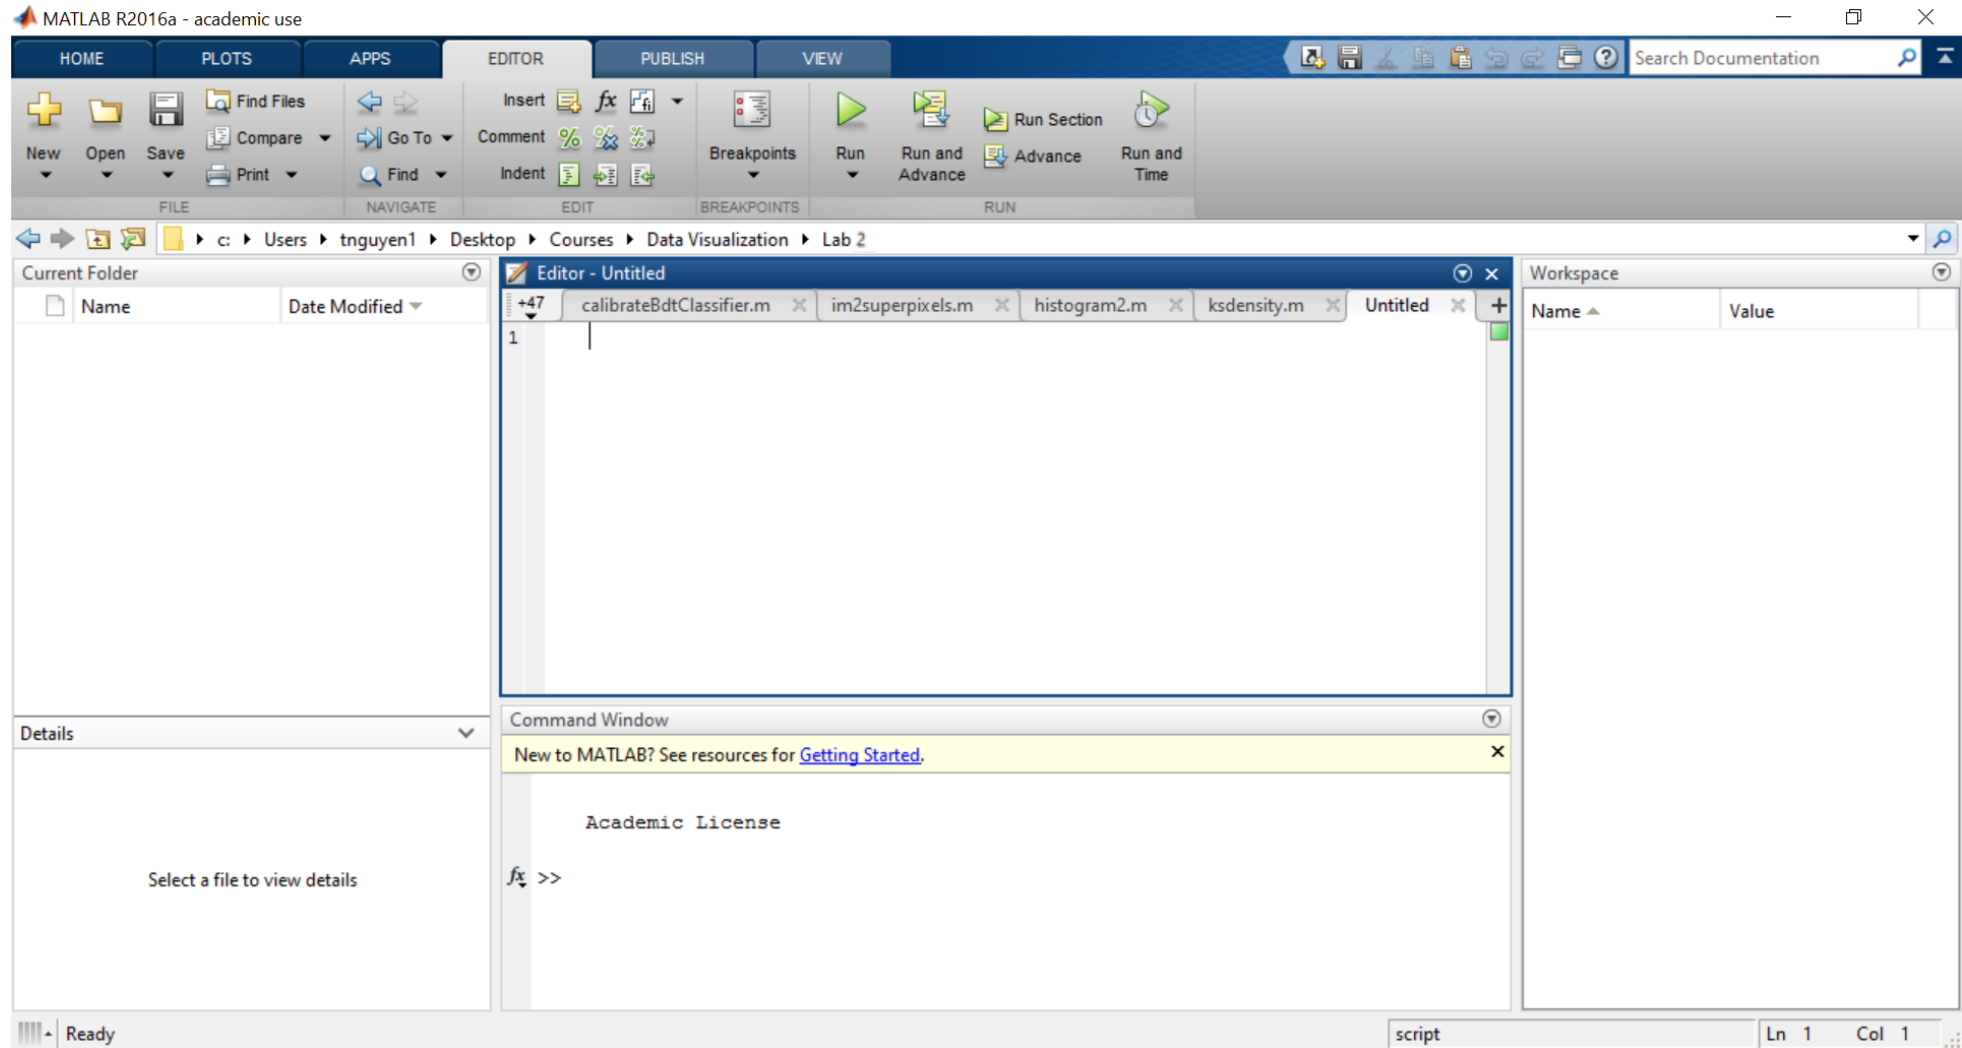 MATLAB R2016a - academic use
HOME PLOTS APPS EDITOR PUBLISH VIEW Search Documentation
New Open Save Find Files Compare Print
FILE
Go To Find
NAVIGATE
Insert fx fi
Comment % % %
Indent
EDIT
Breakpoints
BREAKPOINTS
Run Run and Advance Run Section Advance Run and Time
RUN
c: Users tnguyen1 Desktop Courses Data Visualization Lab 2
Current Folder
Name Date Modified
Details
Select a file to view details
Editor - Untitled
+47 calibrateBdtClassifier.m im2superpixels.m histogram2.m ksdensity.m Untitled +
1
Command Window
New to MATLAB? See resources for Getting Started.
Academic License
fx >>
Workspace
Name Value
Ready script Ln 1 Col 1